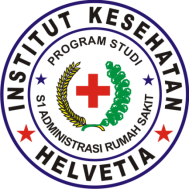 INSTITUT KESEHATAN
HELVETIA
PROGRAM STUDI
S1 ADMINISTRASI RUMAH SAKIT